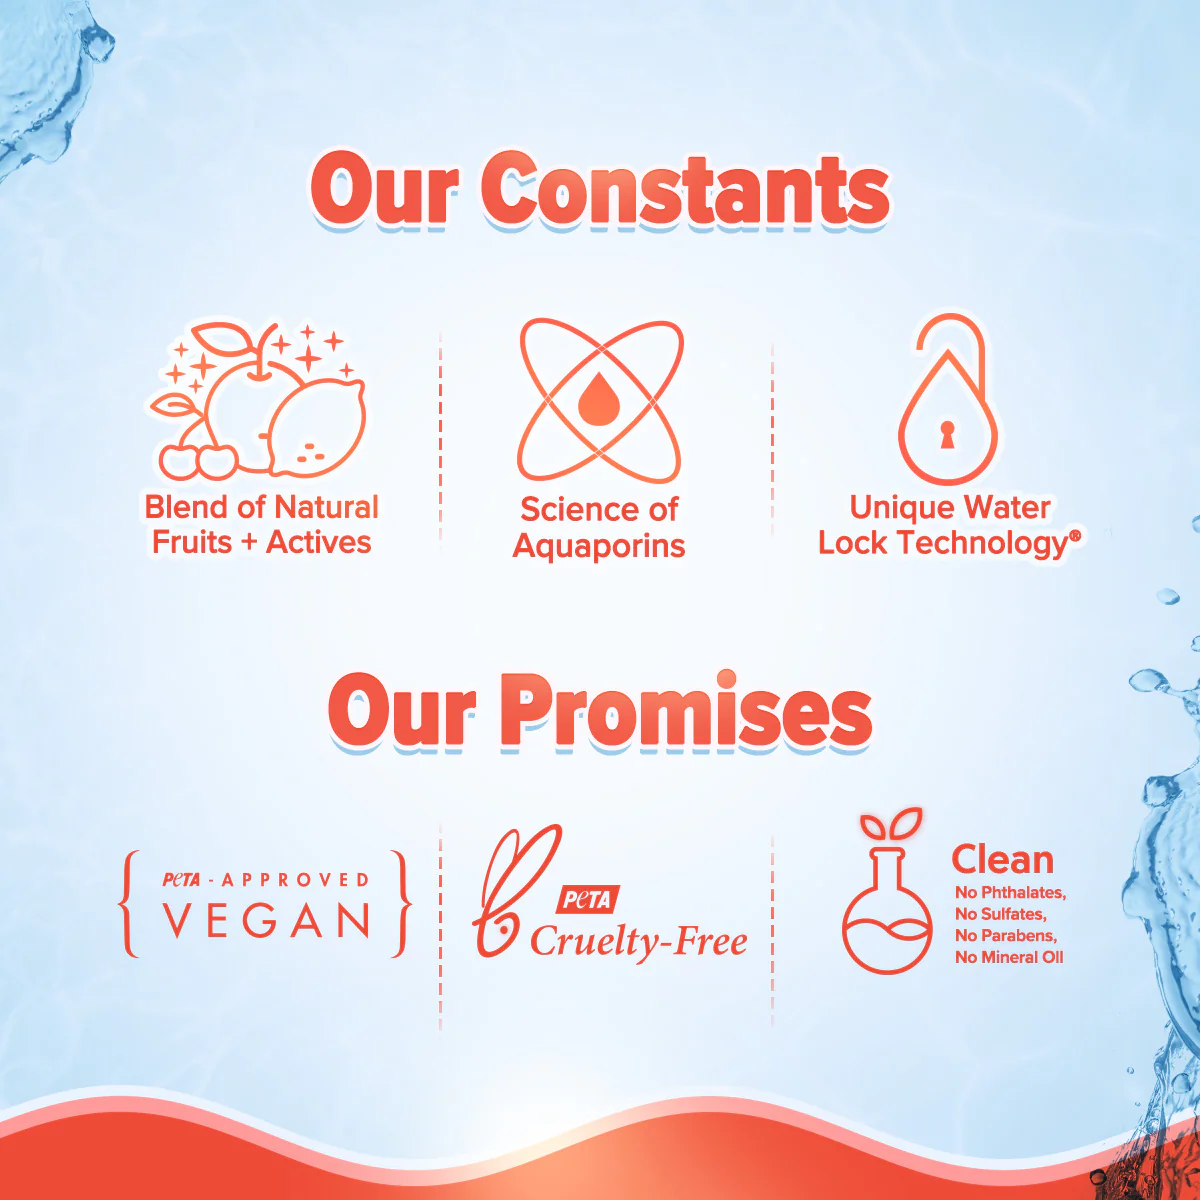 Our Constants
Blend of Natural
Fruits + Actives
Science of
Aquaporins
Unique Water
Lock Technology®
Our Promises
PETA - APPROVED
VEGAN
PETA
Cruelty-Free
Clean
No Phthalates,
No Sulfates,
No Parabens,
No Mineral Oll